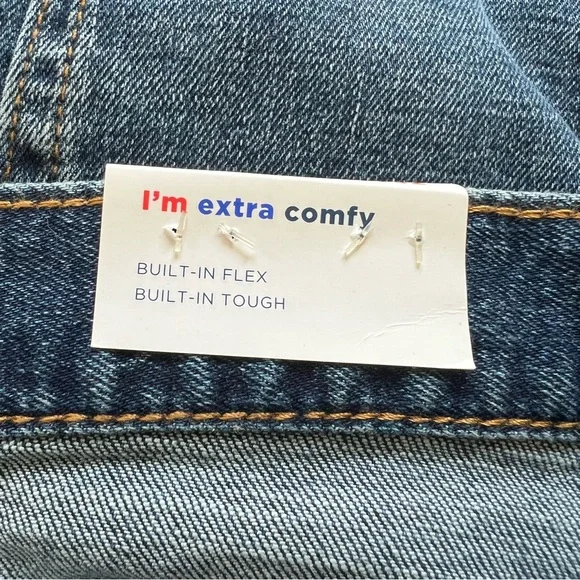 I'm extra comfy
BUILT-IN FLEX
BUILT-IN TOUGH